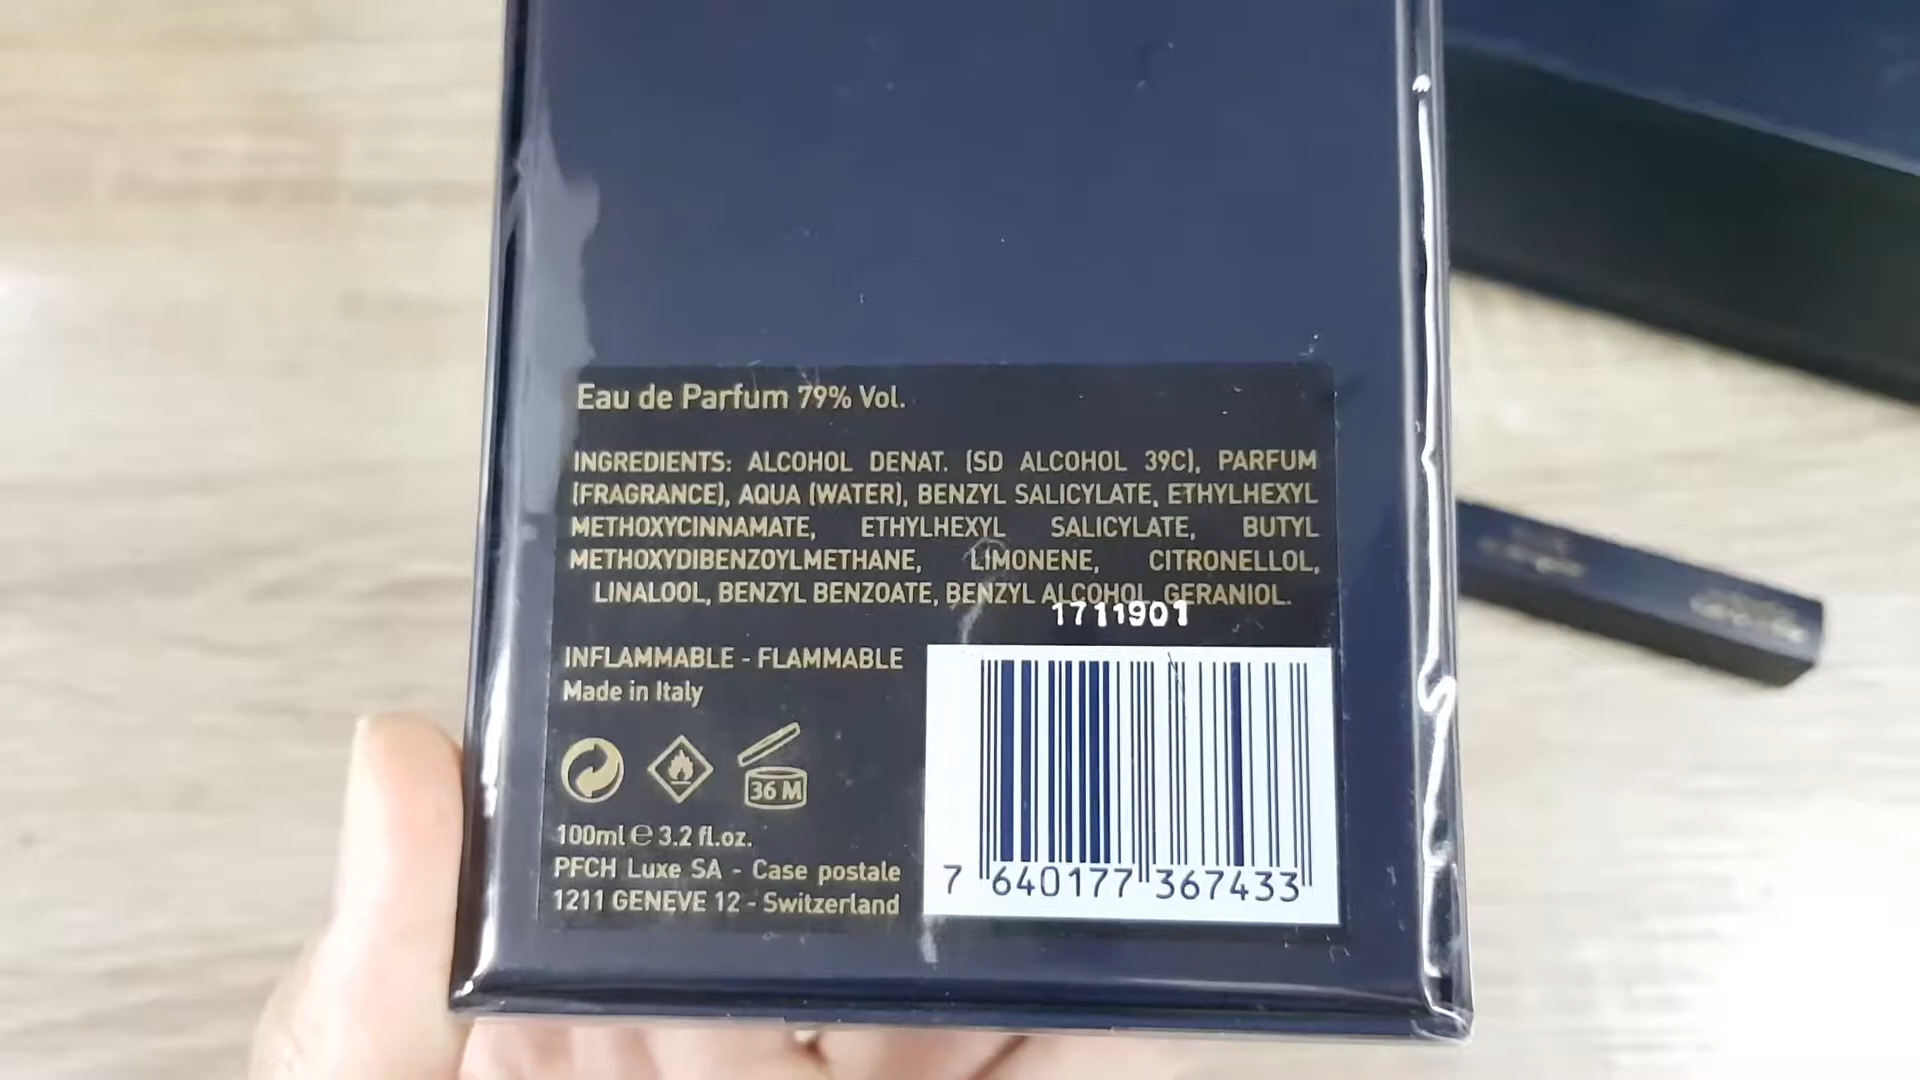 Eau de Parfum 79% Vol.
INGREDIENTS: ALCOHOL DENAT. (SD ALCOHOL 39C), PARFUM
(FRAGRANCE), AQUA (WATER), BENZYL SALICYLATE, ETHYLHEXYL
METHOXYCINNAMATE, ETHYLHEXYL SALICYLATE, BUTYL
METHOXYDIBENZOYLMETHANE, LIMONENE, CITRONELLOL,
LINALOOL, BENZYL BENZOATE, BENZYL ALCOHOL, GERANIOL.
1711901
INFLAMMABLE - FLAMMABLE
Made in Italy
36 M
100ml ℮ 3.2 fl.oz.
PFCH Luxe SA - Case postale
1211 GENEVE 12 - Switzerland
7 640177 367433